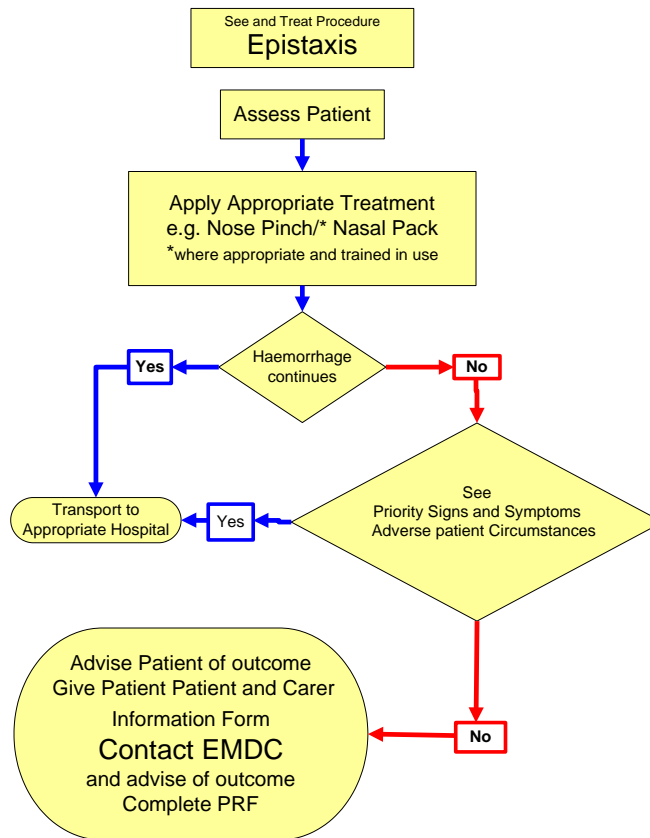 See and Treat Procedure
Epistaxis
Assess Patient
Apply Appropriate Treatment
e.g. Nose Pinch/* Nasal Pack
*where appropriate and trained in use
Haemorrhage
continues
Yes
No
See
Priority Signs and Symptoms
Adverse patient Circumstances
Yes
Transport to
Appropriate Hospital
No
Advise Patient of outcome
Give Patient Patient and Carer
Information Form
Contact EMDC
and advise of outcome
Complete PRF